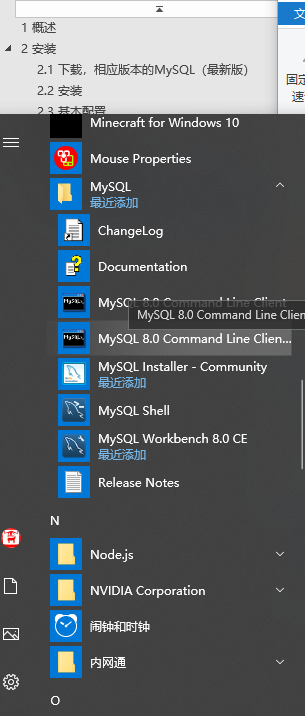 1 概述
2 安装
2.1 下载，相应版本的MySQL（最新版）
2.2 安装
2.3 基本配置
文
固定
速
Minecraft for Windows 10
Mouse Properties
MySQL
最近添加
ChangeLog
Documentation
MySQL 8.0 Command Line Client
MySQL 8.0 Command Line Clien
MySQL 8.0 Command Line Clien...
MySQL Installer - Community
最近添加
MySQL Shell
MySQL Workbench 8.0 CE
最近添加
Release Notes
N
Node.js
NVIDIA Corporation
闹钟和时钟
内网通
O